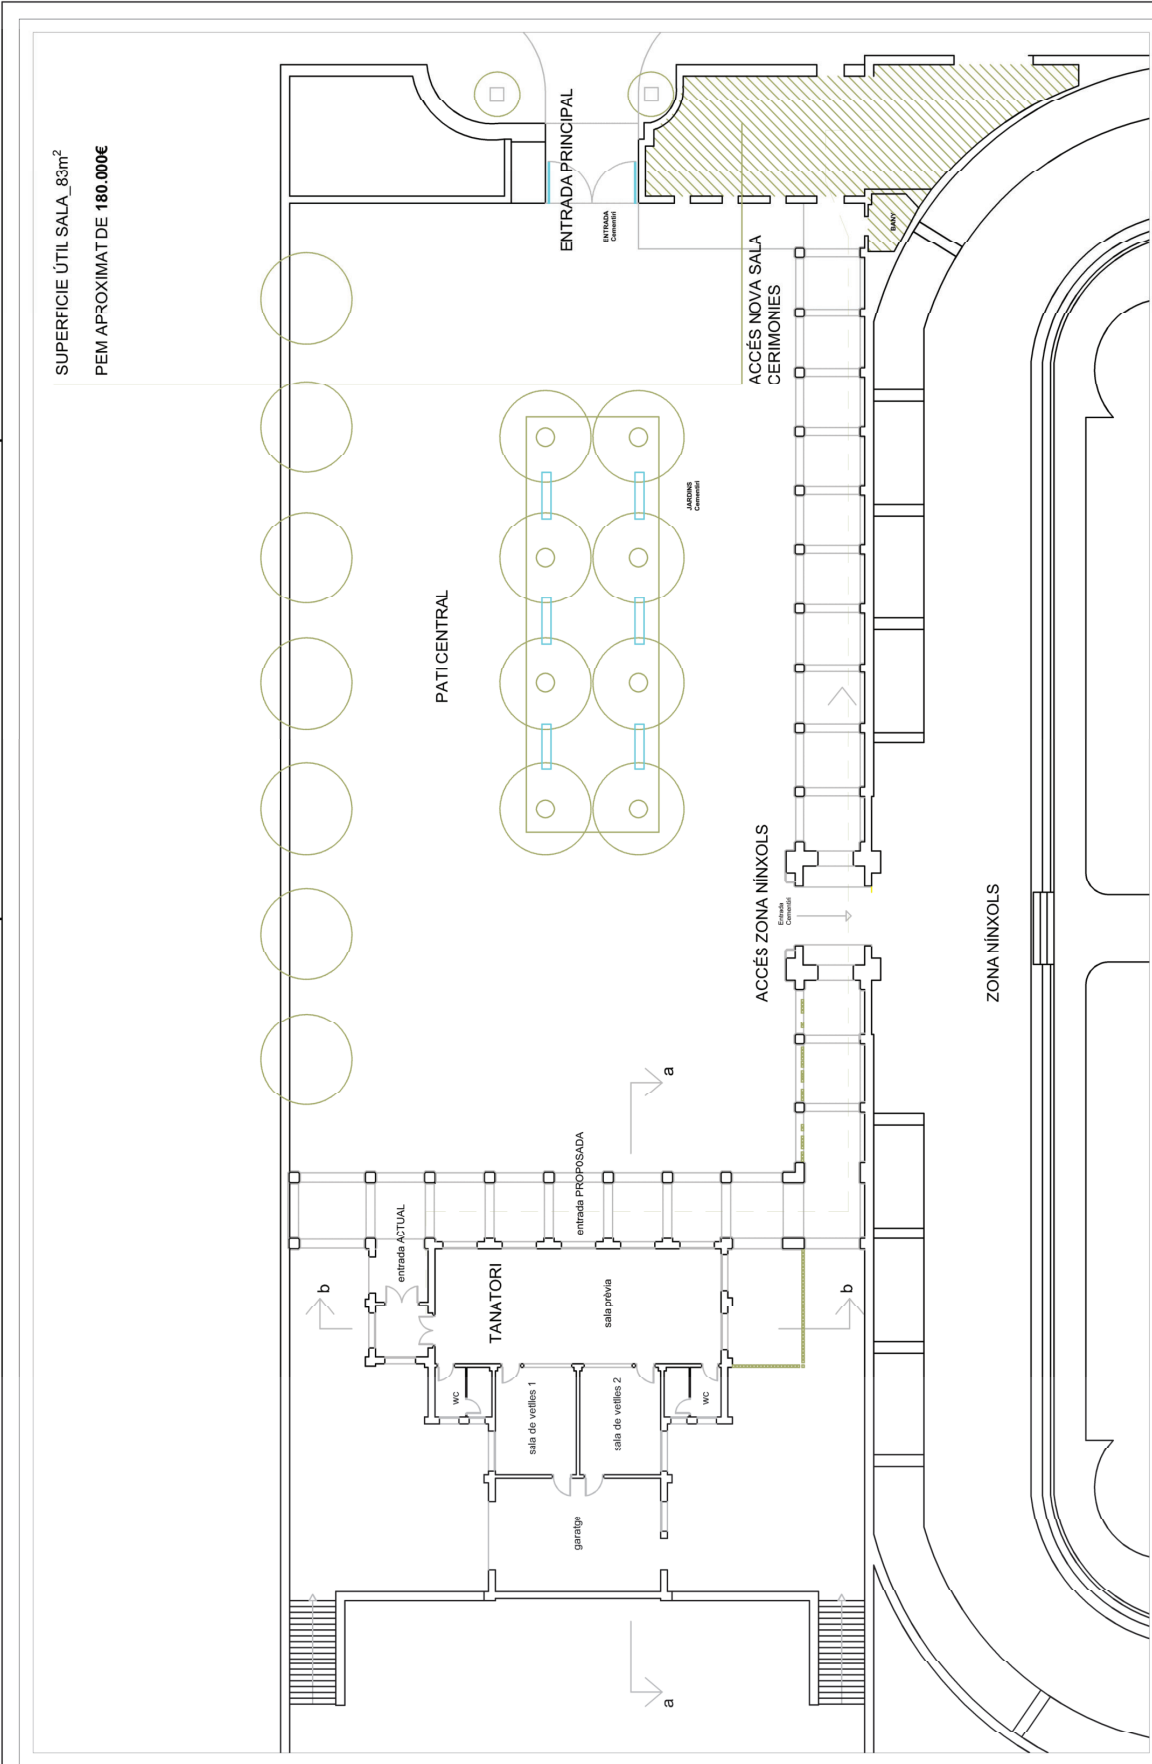 SUPERFICIE ÚTIL SALA_83m²
PEM APROXIMAT DE 180.000€
ENTRADA PRINCIPAL
ENTRADA
Cementiri
BANY
ACCÉS NOVA SALA
CERIMONIES
JARDINS
Cementiri
PATI CENTRAL
ACCÉS ZONA NÍNXOLS
Entrada
Cementiri
ZONA NÍNXOLS
a
entrada PROPOSADA
entrada ACTUAL
b
TANATORI
sala prèvia
b
WC
sala de vetlles 1
sala de vetlles 2
WC
garatge
a